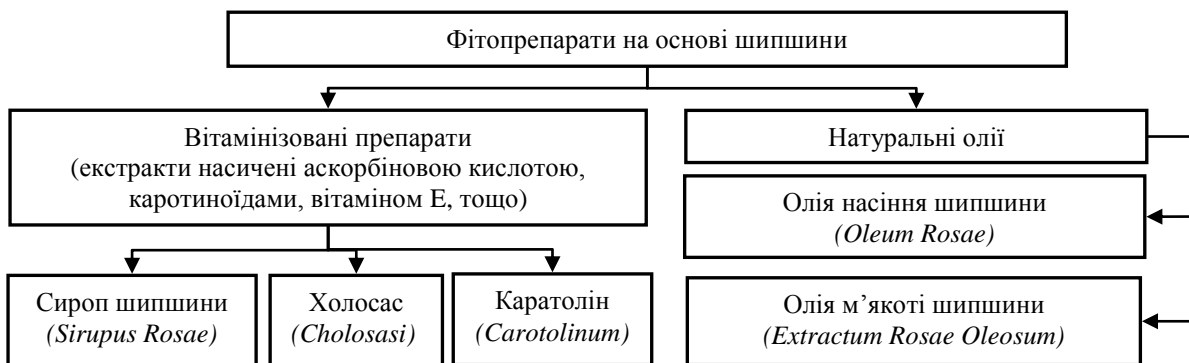 Фітопрепарати на основі шипшини
Вітамінізовані препарати
(екстракти насичені аскорбіновою кислотою,
каротиноїдами, вітаміном Е, тощо)
Натуральні олії
Олія насіння шипшини
(Oleum Rosae)
Сироп шипшини
(Sirupus Rosae)
Холосас
(Cholosasi)
Каратолін
(Carotolinum)
Олія м’якоті шипшини
(Extractum Rosae Oleosum)